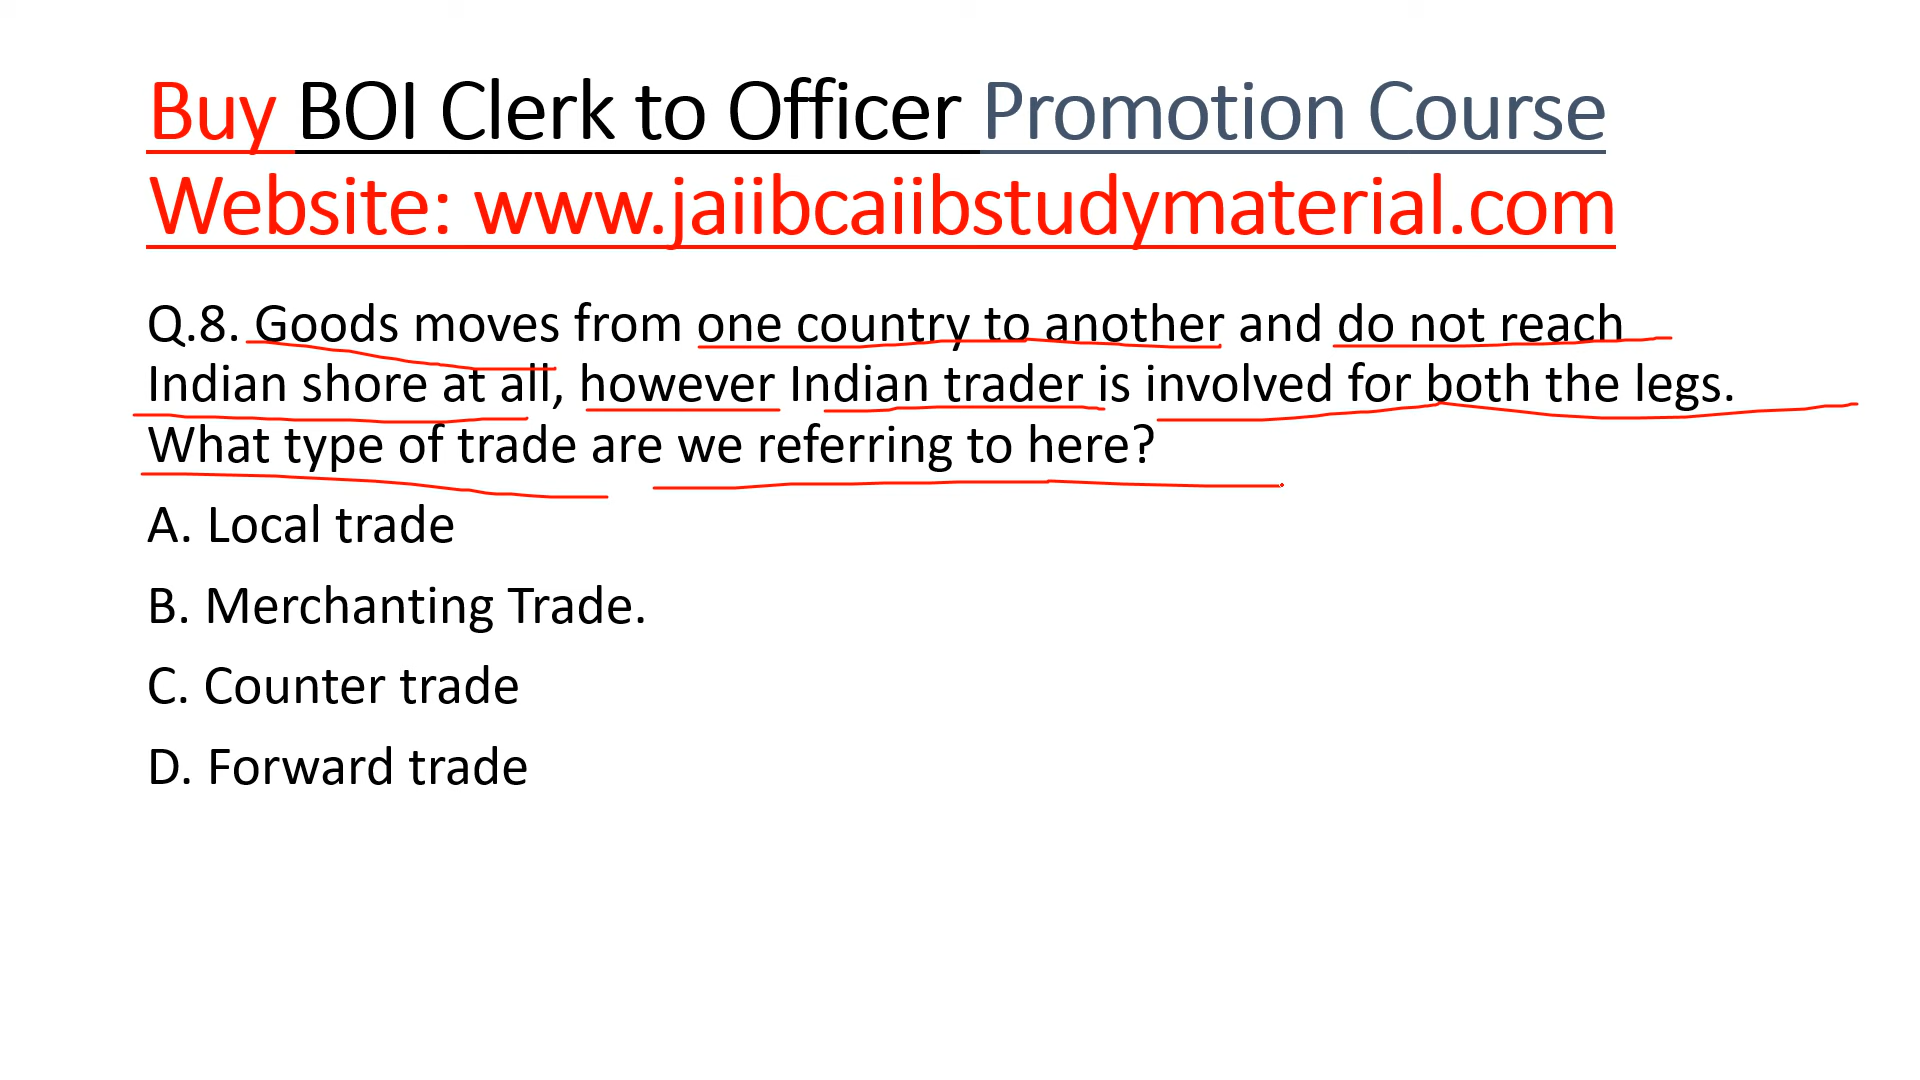 Buy BOI Clerk to Officer Promotion Course
Website: www.jaiibcaiibstudymaterial.com
Q.8. Goods moves from one country to another and do not reach
Indian shore at all, however Indian trader is involved for both the legs.
What type of trade are we referring to here?
A. Local trade
B. Merchanting Trade.
C. Counter trade
D. Forward trade